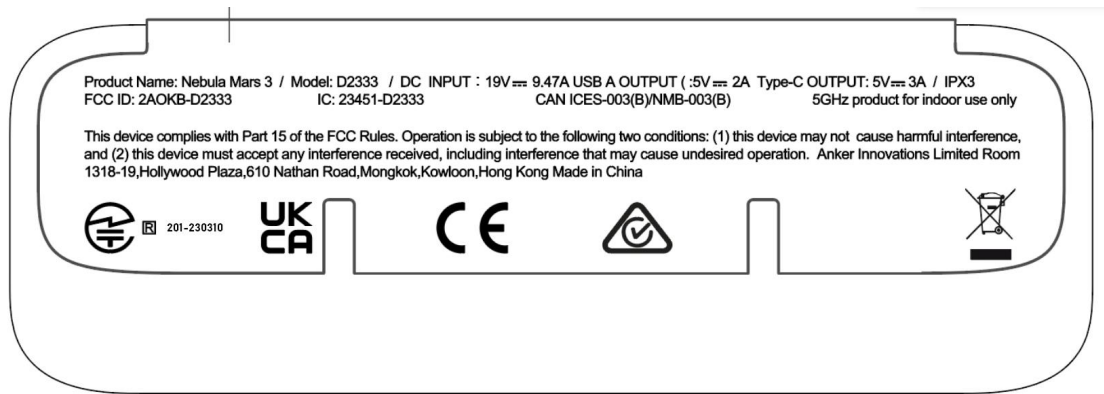 Product Name: Nebula Mars 3 / Model: D2333 / DC INPUT : 19V⎓ 9.47A USB A OUTPUT ( :5V⎓ 2A Type-C OUTPUT: 5V⎓3A / IPX3
FCC ID: 2AOKB-D2333 IC: 23451-D2333 CAN ICES-003(B)/NMB-003(B) 5GHz product for indoor use only
This device complies with Part 15 of the FCC Rules. Operation is subject to the following two conditions: (1) this device may not cause harmful interference,
and (2) this device must accept any interference received, including interference that may cause undesired operation. Anker Innovations Limited Room
1318-19,Hollywood Plaza,610 Nathan Road,Mongkok,Kowloon,Hong Kong Made in China
R 201-230310 UK CA CE